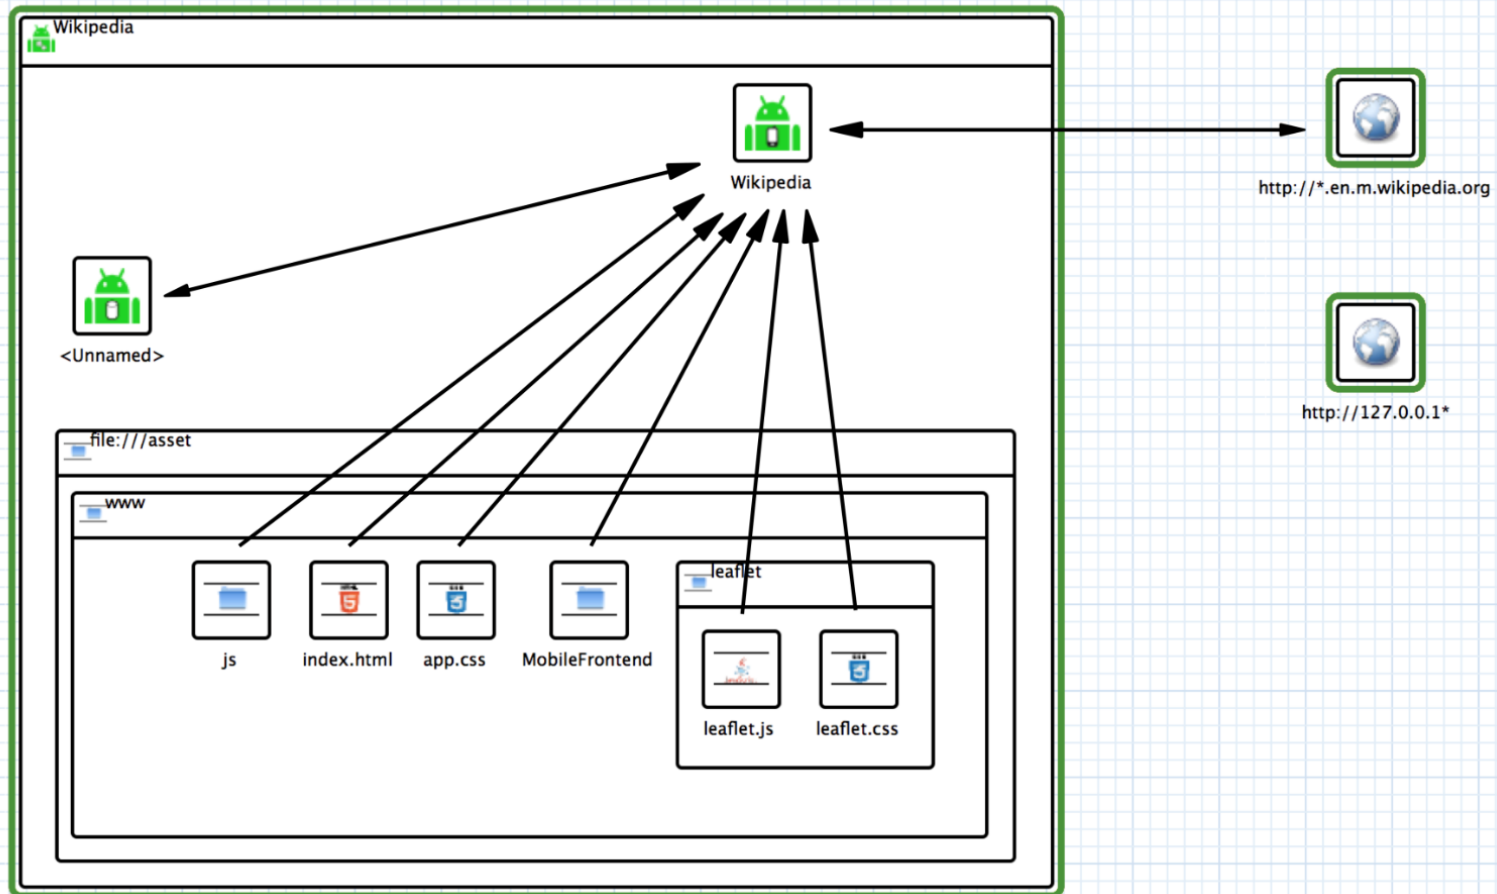 Wikipedia
Wikipedia
http://*.en.m.wikipedia.org
<Unnamed>
http://127.0.0.1*
file:///asset
www
leaflet
js
index.html
app.css
MobileFrontend
leaflet.js
leaflet.css